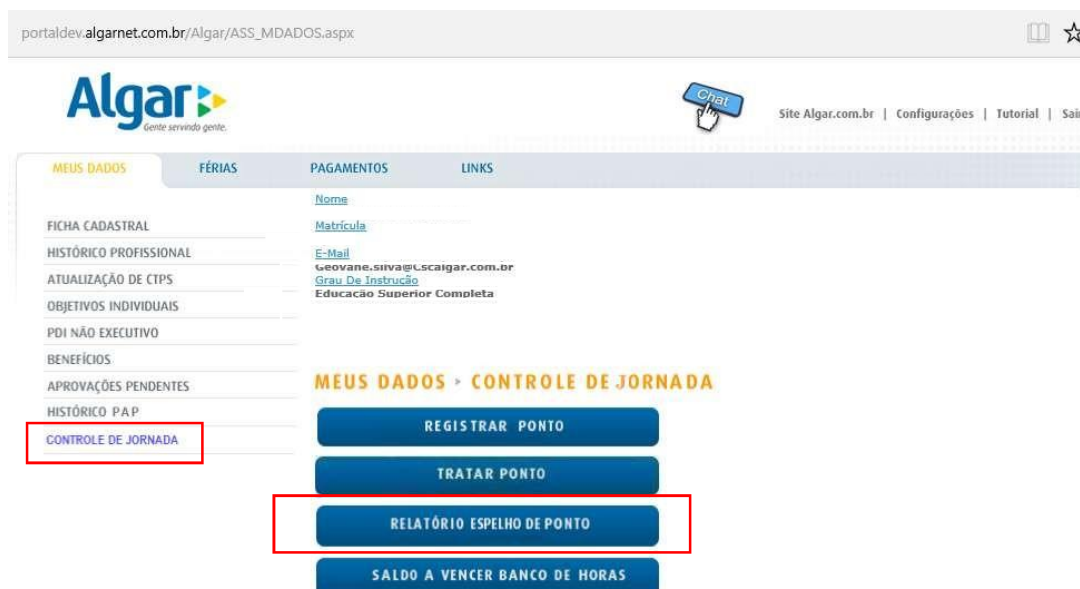 portaldev.algarnet.com.br/Algar/ASS_MDADOS.aspx
Algar
Gente servindo gente.
Chat
Site Algar.com.br | Configurações | Tutorial | Sair
MEUS DADOS FÉRIAS PAGAMENTOS LINKS
Nome
Matrícula
E-Mail
Geovane.silva@Cscalgar.com.br
Grau De Instrução
Educação Superior Completa
FICHA CADASTRAL
HISTÓRICO PROFISSIONAL
ATUALIZAÇÃO DE CTPS
OBJETIVOS INDIVIDUAIS
PDI NÃO EXECUTIVO
BENEFÍCIOS
APROVAÇÕES PENDENTES
HISTÓRICO P A P
CONTROLE DE JORNADA
MEUS DADOS > CONTROLE DE JORNADA
REGISTRAR PONTO
TRATAR PONTO
RELATÓRIO ESPELHO DE PONTO
SALDO A VENCER BANCO DE HORAS